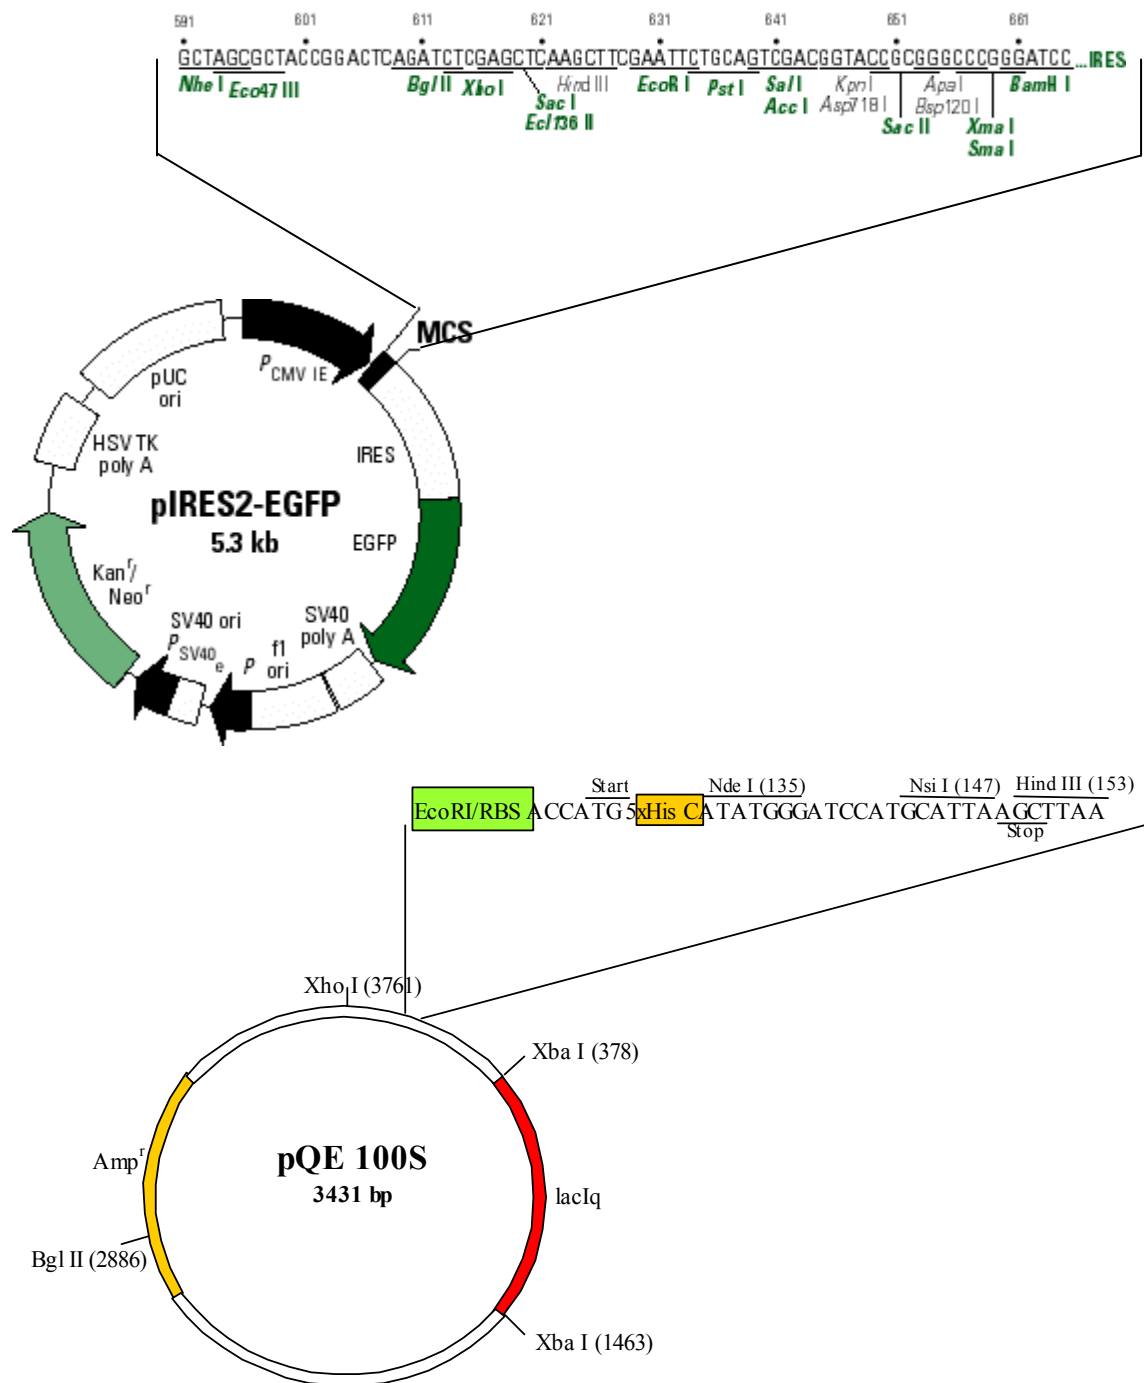 591 601 611 621 631 641 651 661
GCTAGCGCTACCGGACTCAGATCTCGAGCTCAAGCTTCGAATTCTGCAGTCGACGGTACCGCGGGCCCGGGATCC...IRES
Nhe I Eco47 III Bgl II Xho I Hind III EcoR I Pst I Sal I Kpn I Apa I BamH I
Sac I Acc I Asp718 I Bsp120 I
Ecl136 II Sac II Xma I
Sma I
MCS
P CMV IE
pUC
ori
HSV TK
poly A
IRES
pIRES2-EGFP
5.3 kb
EGFP
Kan r/
Neo r
SV40 ori
P SV40 e
SV40
poly A
P
f1
ori
Start Nde I (135) Nsi I (147) Hind III (153)
EcoRI/RBS ACCATG 5xHis CATATGGGATCCATGCATTAAGCTTAA
Stop
Xho I (3761)
Xba I (378)
pQE 100S
3431 bp
Amp r
lacIq
Bgl II (2886)
Xba I (1463)